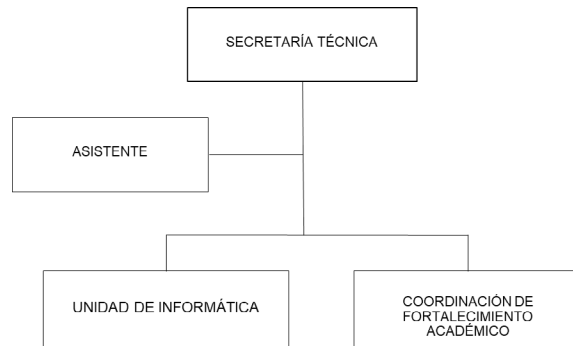 SECRETARÍA TÉCNICA
ASISTENTE
UNIDAD DE INFORMÁTICA
COORDINACIÓN DE
FORTALECIMIENTO
ACADÉMICO